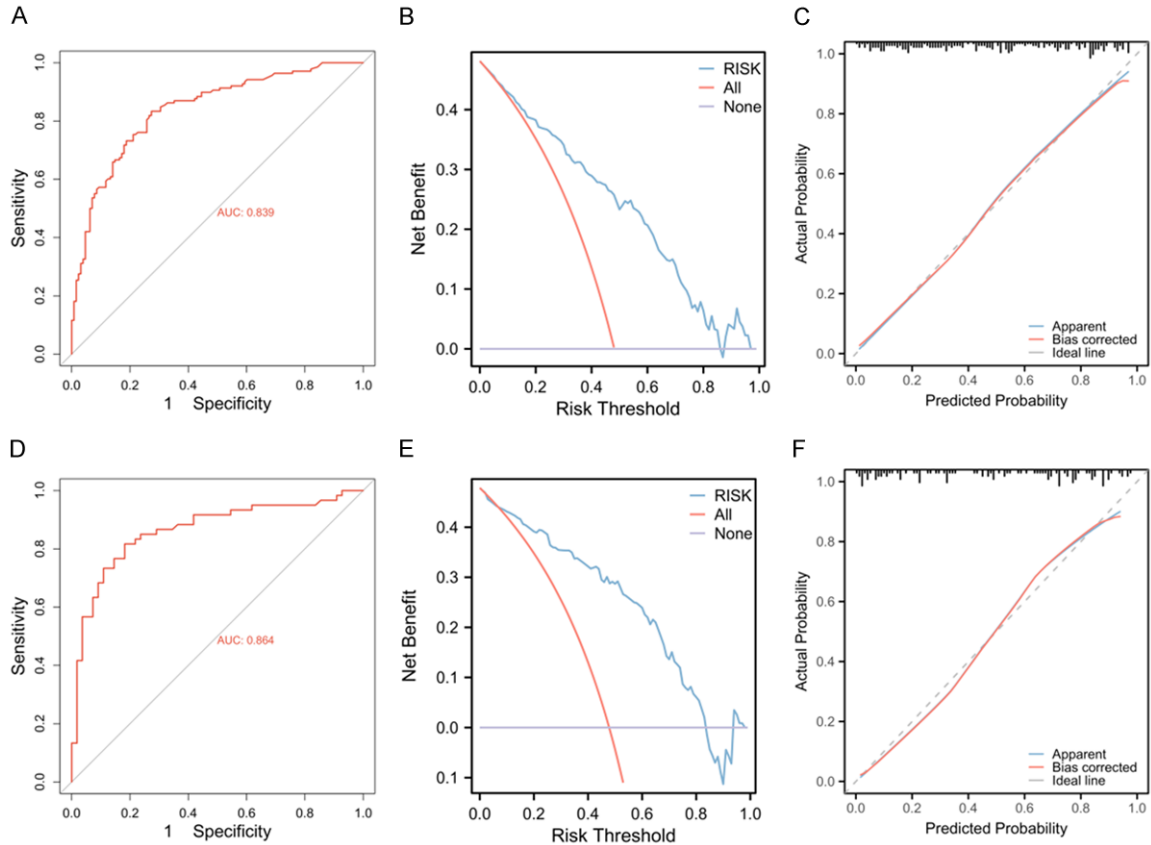 A
1.0
0.8
0.6
0.4
0.2
0.0
Sensitivity
AUC: 0.839
0.0 0.2 0.4 0.6 0.8 1.0
1 Specificity
B
RISK
All
None
0.4
0.3
0.2
0.1
0.0
Net Benefit
0.0 0.2 0.4 0.6 0.8 1.0
Risk Threshold
C
1.0
0.8
0.6
0.4
0.2
0.0
Actual Probability
Apparent
Bias corrected
Ideal line
0.0 0.2 0.4 0.6 0.8 1.0
Predicted Probability
D
1.0
0.8
0.6
0.4
0.2
0.0
Sensitivity
AUC: 0.864
0.0 0.2 0.4 0.6 0.8 1.0
1 Specificity
E
RISK
All
None
0.4
0.3
0.2
0.1
0.0
0.1
Net Benefit
0.0 0.2 0.4 0.6 0.8 1.0
Risk Threshold
F
1.0
0.8
0.6
0.4
0.2
0.0
Actual Probability
Apparent
Bias corrected
Ideal line
0.0 0.2 0.4 0.6 0.8 1.0
Predicted Probability